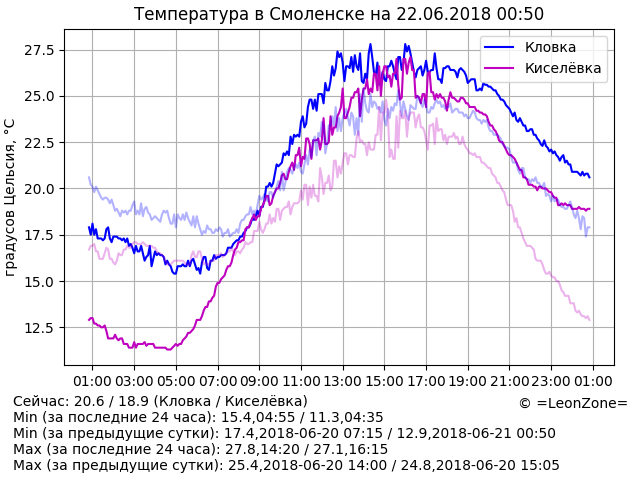 Температура в Смоленске на 22.06.2018 00:50
Кловка
Киселёвка
градусов Цельсия, °C
27.5
25.0
22.5
20.0
17.5
15.0
12.5
01:00 03:00 05:00 07:00 09:00 11:00 13:00 15:00 17:00 19:00 21:00 23:00 01:00
Сейчас: 20.6 / 18.9 (Кловка / Киселёвка)
© =LeonZone=
Min (за последние 24 часа): 15.4,04:55 / 11.3,04:35
Min (за предыдущие сутки): 17.4,2018-06-20 07:15 / 12.9,2018-06-21 00:50
Max (за последние 24 часа): 27.8,14:20 / 27.1,16:15
Max (за предыдущие сутки): 25.4,2018-06-20 14:00 / 24.8,2018-06-20 15:05